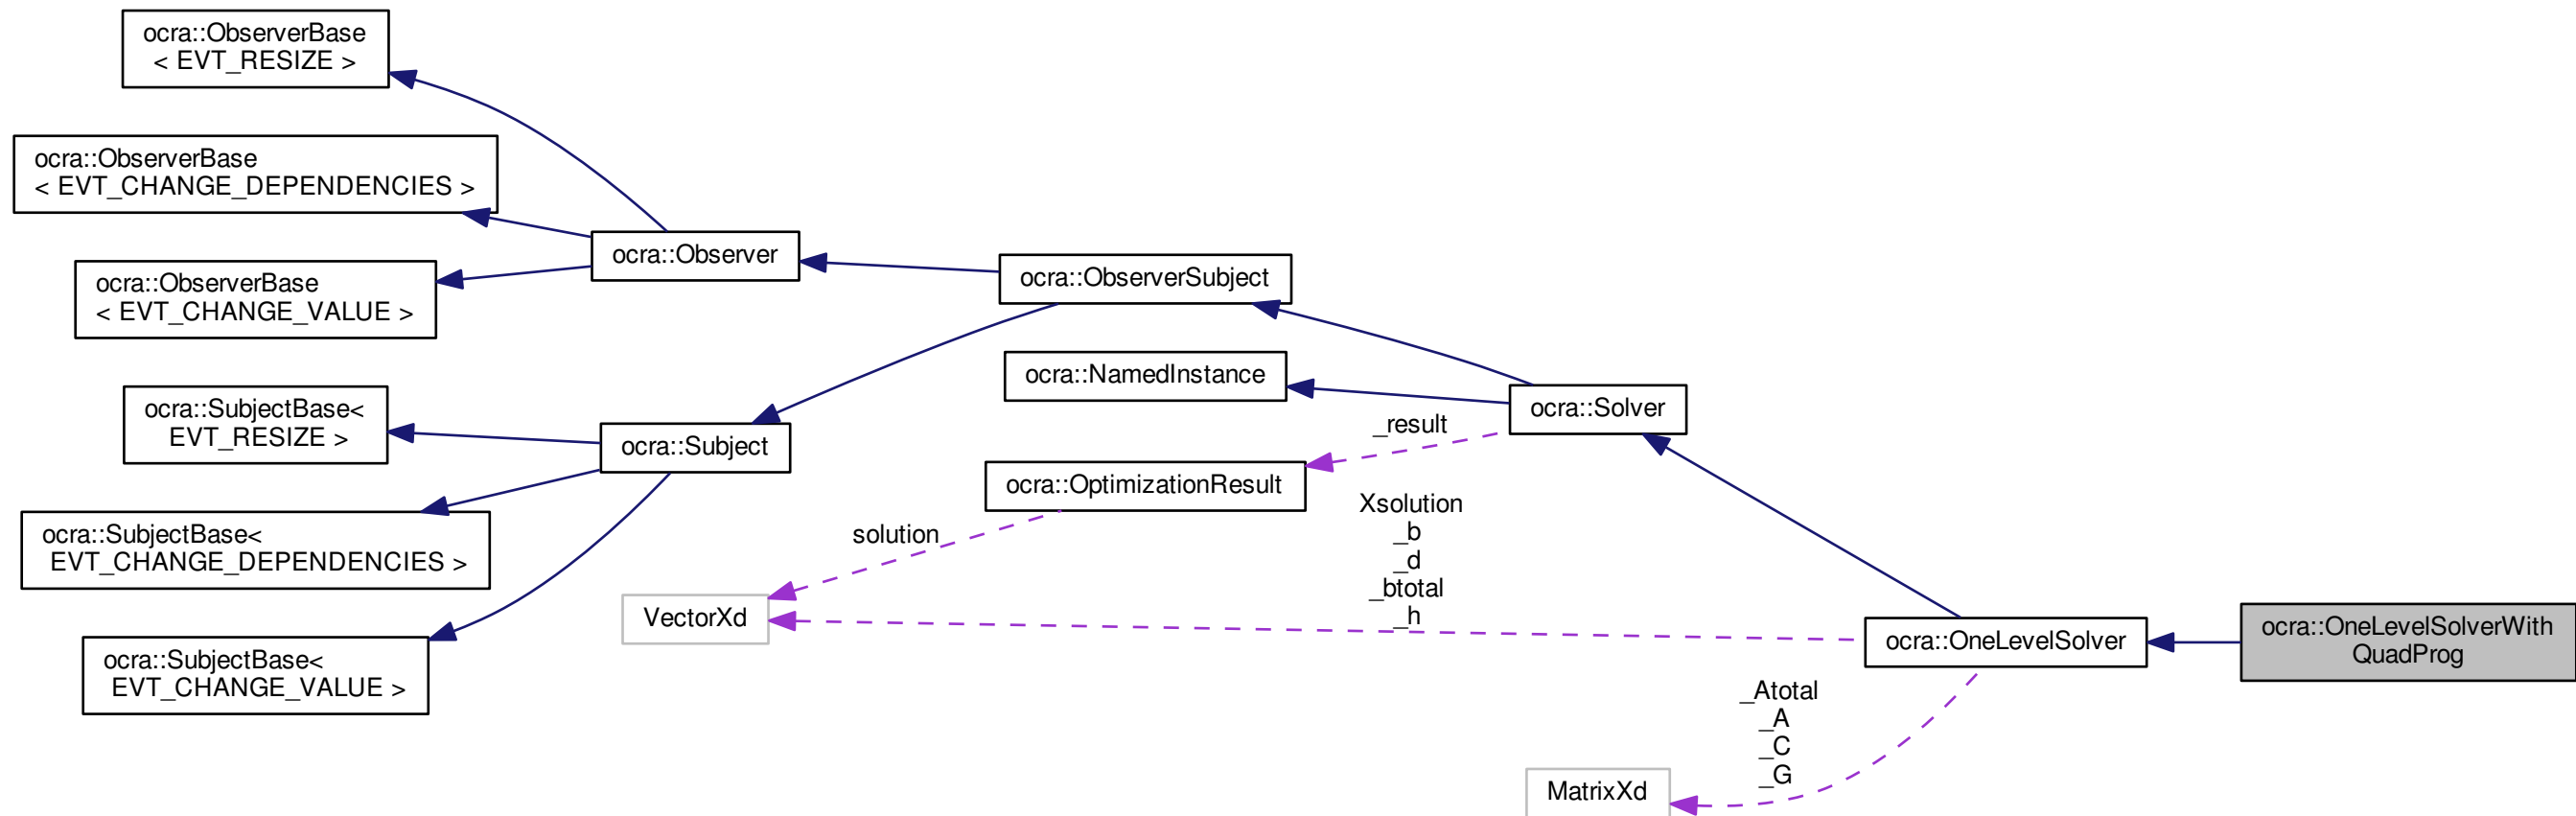 ocra::ObserverBase
< EVT_RESIZE >
ocra::ObserverBase
< EVT_CHANGE_DEPENDENCIES >
ocra::ObserverBase
< EVT_CHANGE_VALUE >
ocra::SubjectBase<
EVT_RESIZE >
ocra::SubjectBase<
EVT_CHANGE_DEPENDENCIES >
ocra::SubjectBase<
EVT_CHANGE_VALUE >
ocra::Observer
ocra::Subject
VectorXd
solution
ocra::ObserverSubject
ocra::NamedInstance
ocra::OptimizationResult
_result
Xsolution
_b
_d
_btotal
_h
ocra::Solver
_Atotal
_A
_C
_G
MatrixXd
ocra::OneLevelSolver
ocra::OneLevelSolverWith
QuadProg